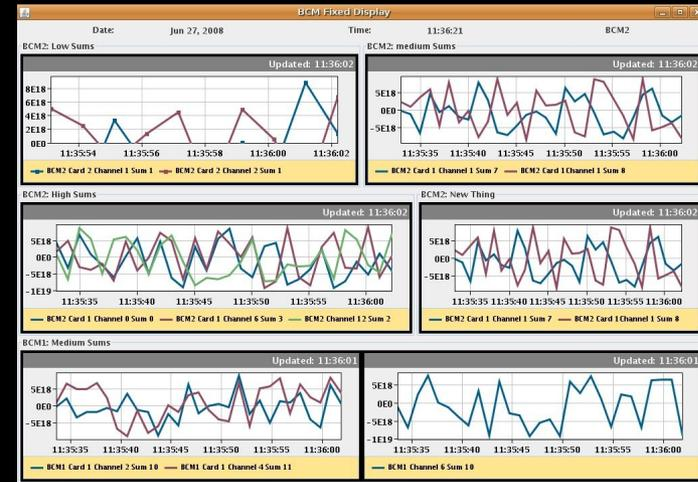 BCM Fixed Display
Date: Jun 27, 2008 Time: 11:36:21 BCM2
BCM2: Low Sums
Updated: 11:36:02
8E18
6E18
4E18
2E18
0E0
11:35:54 11:35:56 11:35:58 11:36:00 11:36:02
BCM2 Card 2 Channel 1 Sum 1 BCM2 Card 2 Channel 2 Sum 1
BCM2: medium Sums
Updated: 11:36:02
5E18
0E0
-5E18
11:35:35 11:35:40 11:35:45 11:35:50 11:35:55 11:36:00
BCM2 Card 1 Channel 1 Sum 7 BCM2 Card 1Channel 1 Sum 8
BCM2: High Sums
Updated: 11:36:02
5E18
0E0
-5E18
-1E19
11:35:35 11:35:40 11:35:45 11:35:50 11:35:55 11:36:00
BCM2 Card 1 Channel 0 Sum 0 BCM2 Card 1 Channel 6 Sum 3 BCM2 Channel 12 Sum 2
BCM2: New Thing
Updated: 11:36:02
5E18
0E0
-5E18
11:35:35 11:35:40 11:35:45 11:35:50 11:35:55 11:36:00
BCM2 Card 1 Channel 1 Sum 7 BCM2 Card 1Channel 1 Sum 8
BCM1: Medium Sums
Updated: 11:36:01
5E18
0E0
-5E18
11:35:35 11:35:40 11:35:45 11:35:50 11:35:55 11:36:00
BCM1 Card 1 Channel 2 Sum 10 BCM1 Card 1 Channel 4 Sum 11
Updated: 11:36:01
5E18
0E0
-5E18
-1E19
11:35:35 11:35:40 11:35:45 11:35:50 11:35:55 11:36:00
BCM1 Channel 6 Sum 10